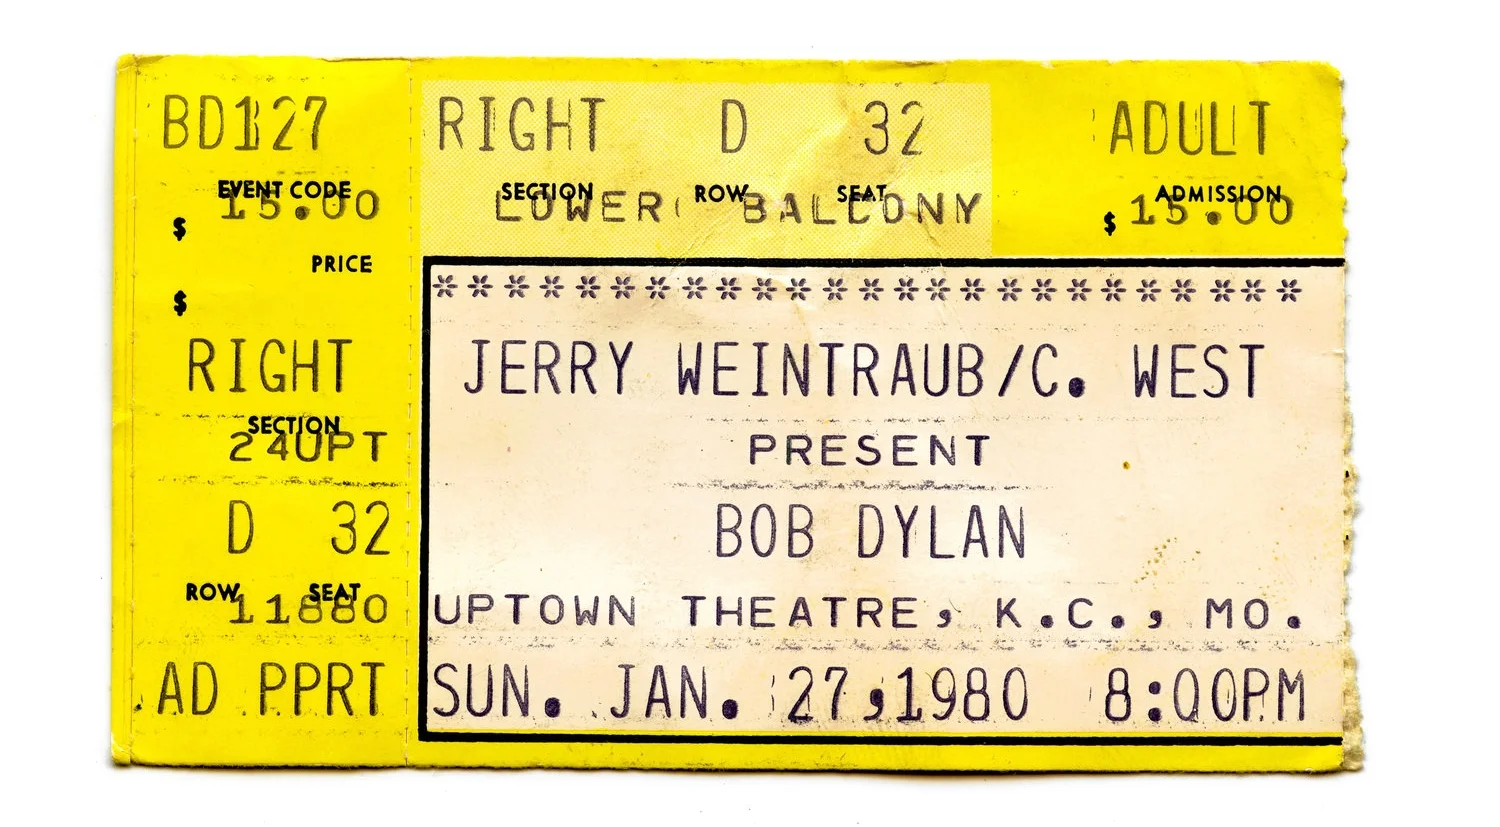 BD127
EVENT CODE
$ 15.00
PRICE
$
RIGHT
SECTION
24UPT
D 32
ROW SEAT
11880
AD PPRT
RIGHT D 32 ADULT
SECTION ROW SEAT ADMISSION
LOWER BALCONY $ 15.00
************************
JERRY WEINTRAUB/C. WEST
PRESENT
BOB DYLAN
UPTOWN THEATRE, K.C., MO.
SUN. JAN. 27,1980 8:00PM